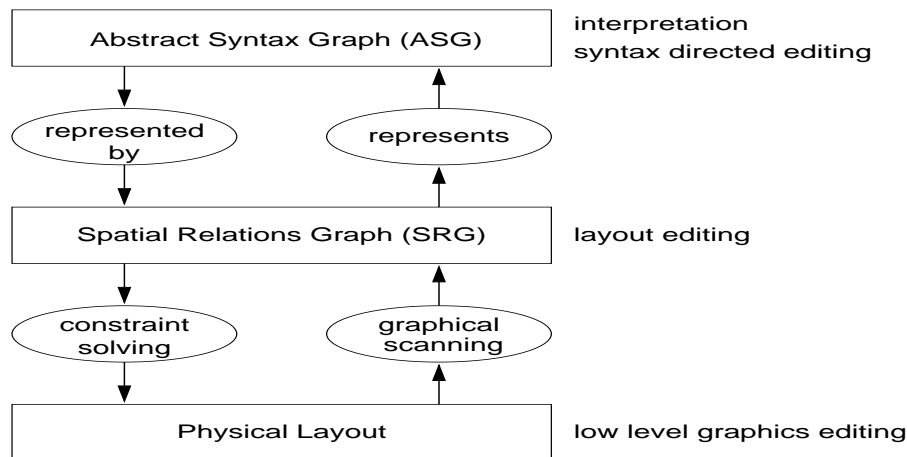 Abstract Syntax Graph (ASG)
interpretation
syntax directed editing
represented
by
represents
Spatial Relations Graph (SRG)
layout editing
constraint
solving
graphical
scanning
Physical Layout
low level graphics editing